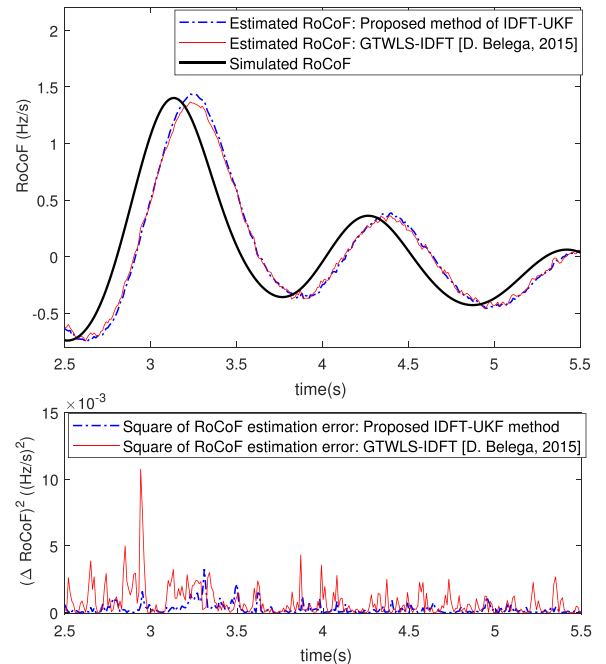 Estimated RoCoF: Proposed method of IDFT-UKF
Estimated RoCoF: GTWLS-IDFT [D. Belega, 2015]
Simulated RoCoF
2
1.5
1
0.5
0
-0.5
RoCoF (Hz/s)
2.5 3 3.5 4 4.5 5 5.5
time(s)
×10⁻³
Square of RoCoF estimation error: Proposed IDFT-UKF method
Square of RoCoF estimation error: GTWLS-IDFT [D. Belega, 2015]
15
10
5
0
(Δ RoCoF)² ((Hz/s)²)
2.5 3 3.5 4 4.5 5 5.5
time(s)